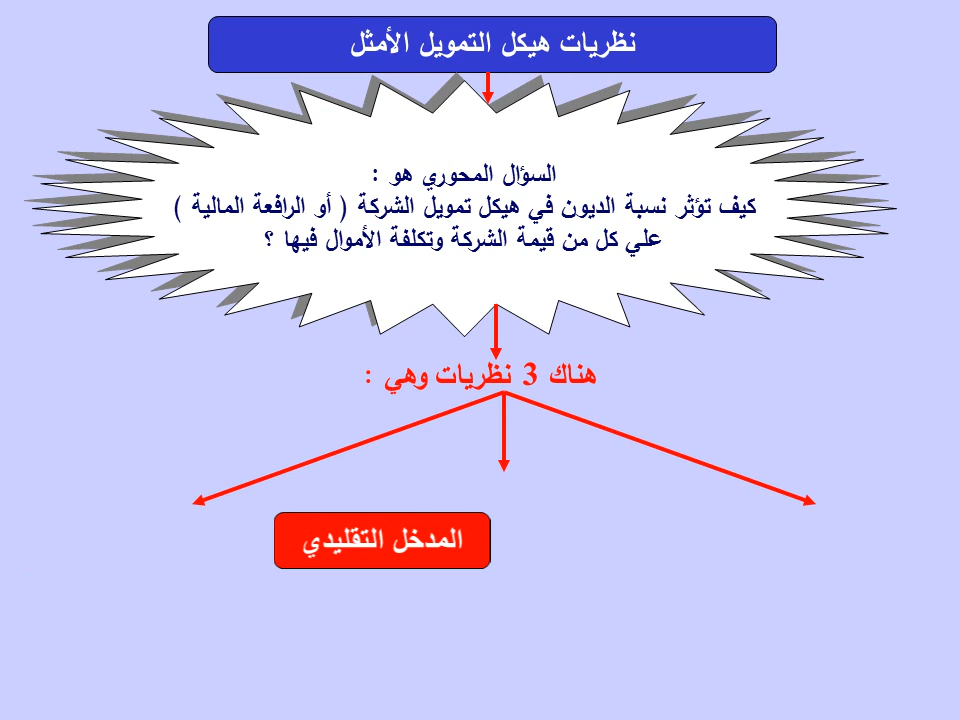 نظريات هيكل التمويل الأمثل
السؤال المحوري هو :
كيف تؤثر نسبة الديون في هيكل تمويل الشركة ( أو الرافعة المالية )
علي كل من قيمة الشركة وتكلفة الأموال فيها ؟
هناك 3 نظريات وهي :
المدخل التقليدي